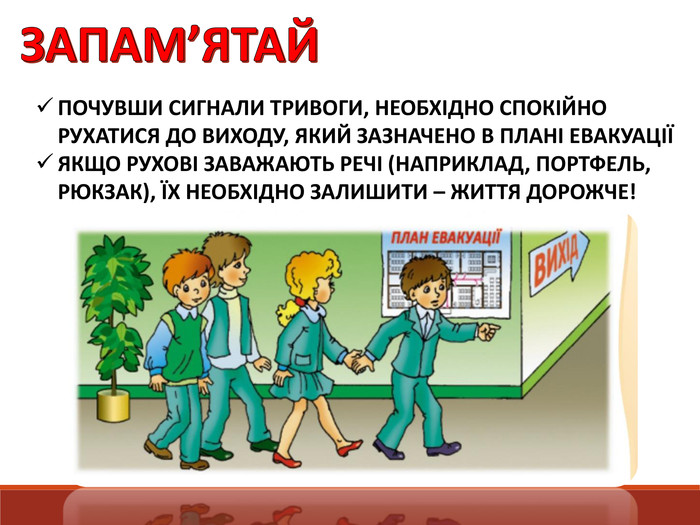 ЗАПАМ’ЯТАЙ
✓ ПОЧУВШИ СИГНАЛИ ТРИВОГИ, НЕОБХІДНО СПОКІЙНО
РУХАТИСЯ ДО ВИХОДУ, ЯКИЙ ЗАЗНАЧЕНО В ПЛАНІ ЕВАКУАЦІЇ
✓ ЯКЩО РУХОВІ ЗАВАЖАЮТЬ РЕЧІ (НАПРИКЛАД, ПОРТФЕЛЬ,
РЮКЗАК), ЇХ НЕОБХІДНО ЗАЛИШИТИ – ЖИТТЯ ДОРОЖЧЕ!
ПЛАН ЕВАКУАЦІЇ
ВИХІД